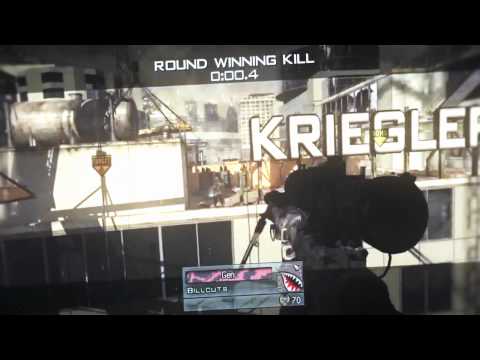 ROUND WINNING KILL
0:00.4
KRIEGLER
Gen
BILLCUTS
70